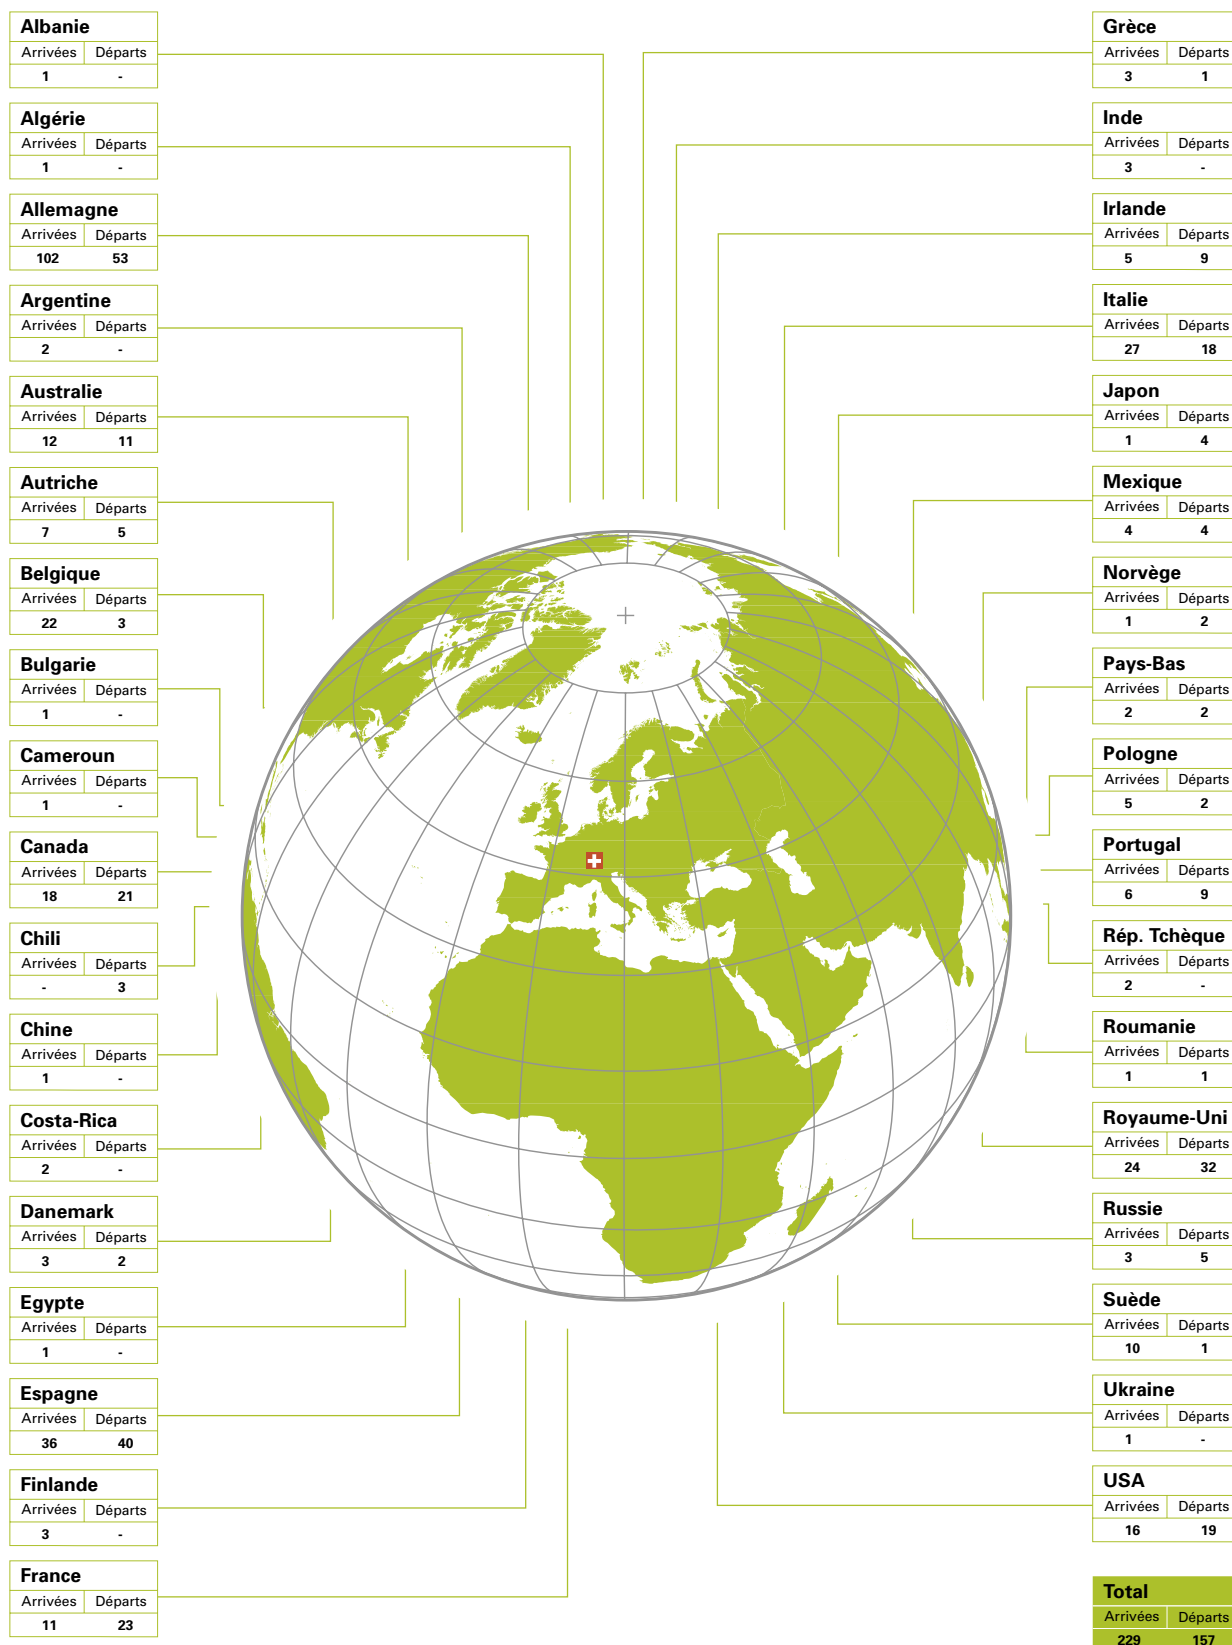 Albanie
Arrivées Départs
1 -
Algérie
Arrivées Départs
1 -
Allemagne
Arrivées Départs
102 53
Argentine
Arrivées Départs
2 -
Australie
Arrivées Départs
12 11
Autriche
Arrivées Départs
7 5
Belgique
Arrivées Départs
22 3
Bulgarie
Arrivées Départs
1 -
Cameroun
Arrivées Départs
1 -
Canada
Arrivées Départs
18 21
Chili
Arrivées Départs
- 3
Chine
Arrivées Départs
1 -
Costa-Rica
Arrivées Départs
2 -
Danemark
Arrivées Départs
3 2
Egypte
Arrivées Départs
1 -
Espagne
Arrivées Départs
36 40
Finlande
Arrivées Départs
3 -
France
Arrivées Départs
11 23
Grèce
Arrivées Départs
3 1
Inde
Arrivées Départs
3 -
Irlande
Arrivées Départs
5 9
Italie
Arrivées Départs
27 18
Japon
Arrivées Départs
1 4
Mexique
Arrivées Départs
4 4
Norvège
Arrivées Départs
1 2
Pays-Bas
Arrivées Départs
2 2
Pologne
Arrivées Départs
5 2
Portugal
Arrivées Départs
6 9
Rép. Tchèque
Arrivées Départs
2 -
Roumanie
Arrivées Départs
1 1
Royaume-Uni
Arrivées Départs
24 32
Russie
Arrivées Départs
3 5
Suède
Arrivées Départs
10 1
Ukraine
Arrivées Départs
1 -
USA
Arrivées Départs
16 19
Total
Arrivées Départs
229 157